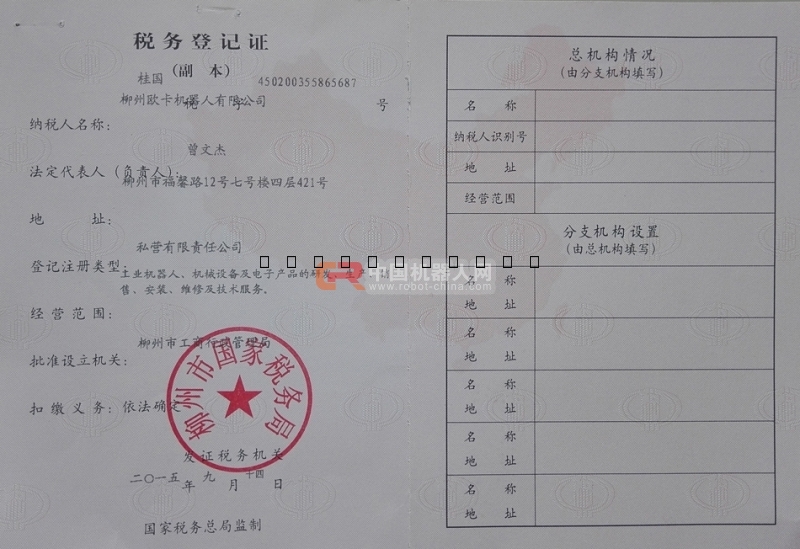 税务登记证
(副 本)
桂国 450200355865687
柳州欧卡机器人有限公司 号
纳税人名称:
曾文杰
法定代表人(负责人):
柳州市福馨路12号七号楼四层421号
地 址:
私营有限责任公司
登记注册类型:
工业机器人、机械设备及电子产品的研发、生产、销
售、安装、维修及技术服务。
经营范围:
柳州市工商行政管理局
批准设立机关:
扣缴义务:依法确定
柳州市国家税务局
发证税务机关
二〇一五年 九月 十四日
国家税务总局监制
总机构情况
(由分支机构填写)
名 称
纳税人识别号
地 址
经营范围
分支机构设置
(由总机构填写)
名 称
地 址
名 称
地 址
名 称
地 址
名 称
地 址
名 称
地 址
中国机器人网
www.robot-china.com